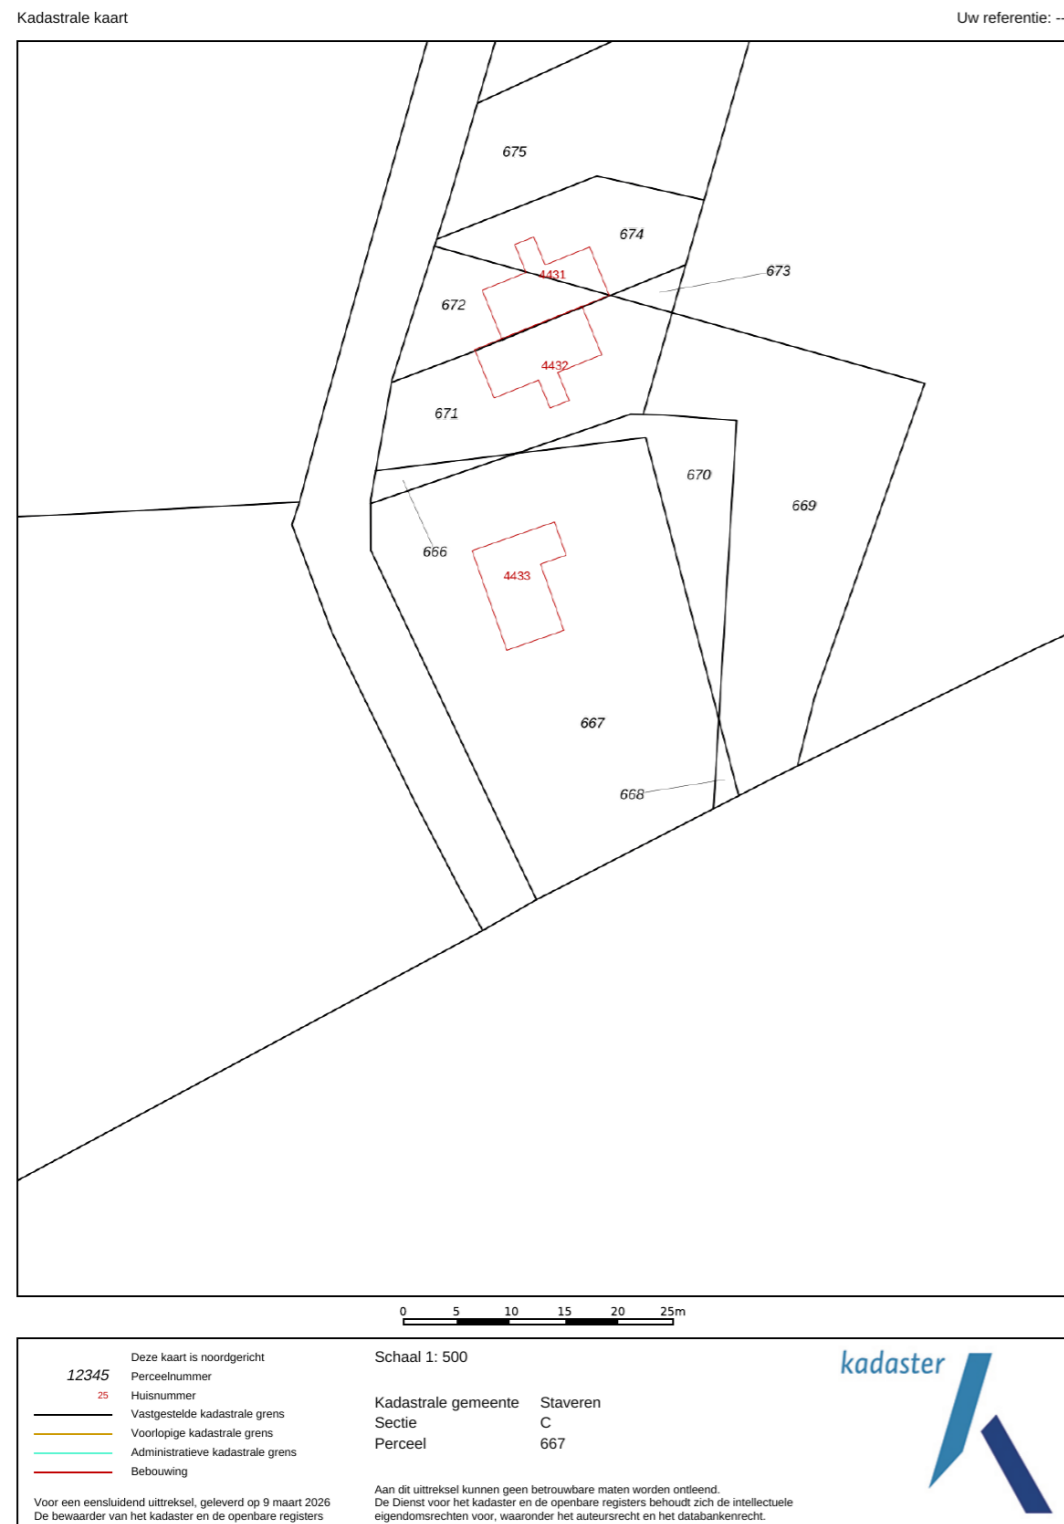 Kadastrale kaart
Uw referentie: --
675
674
673
4431
672
4432
671
670
669
666
4433
667
668
0 5 10 15 20 25m
Deze kaart is noordgericht
12345 Perceelnummer
25 Huisnummer
Vastgestelde kadastrale grens
Voorlopige kadastrale grens
Administratieve kadastrale grens
Bebouwing
Voor een eensluidend uittreksel, geleverd op 9 maart 2026
De bewaarder van het kadaster en de openbare registers
Schaal 1: 500
Kadastrale gemeente Staveren
Sectie C
Perceel 667
Aan dit uittreksel kunnen geen betrouwbare maten worden ontleend.
De Dienst voor het kadaster en de openbare registers behoudt zich de intellectuele
eigendomsrechten voor, waaronder het auteursrecht en het databankenrecht.
kadaster